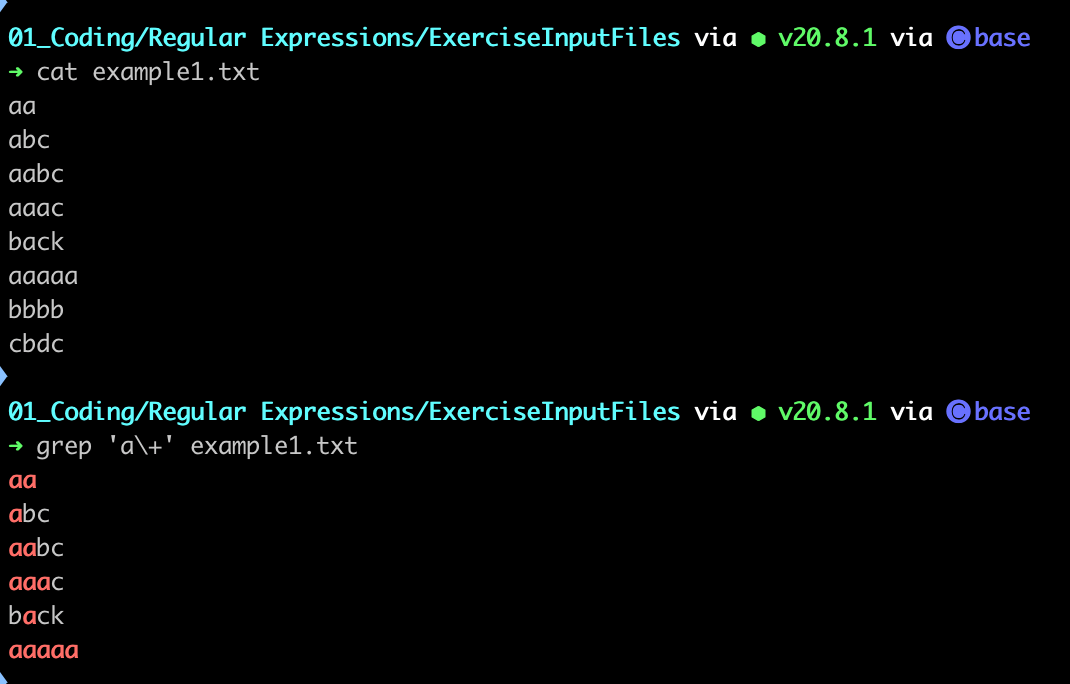 01_Coding/Regular Expressions/ExerciseInputFiles via ⬢ v20.8.1 via 🅒 base
➜ cat example1.txt
aa
abc
aabc
aaac
back
aaaaa
bbbb
cbdc
01_Coding/Regular Expressions/ExerciseInputFiles via ⬢ v20.8.1 via 🅒 base
➜ grep 'a\+' example1.txt
aa
abc
aabc
aaac
back
aaaaa